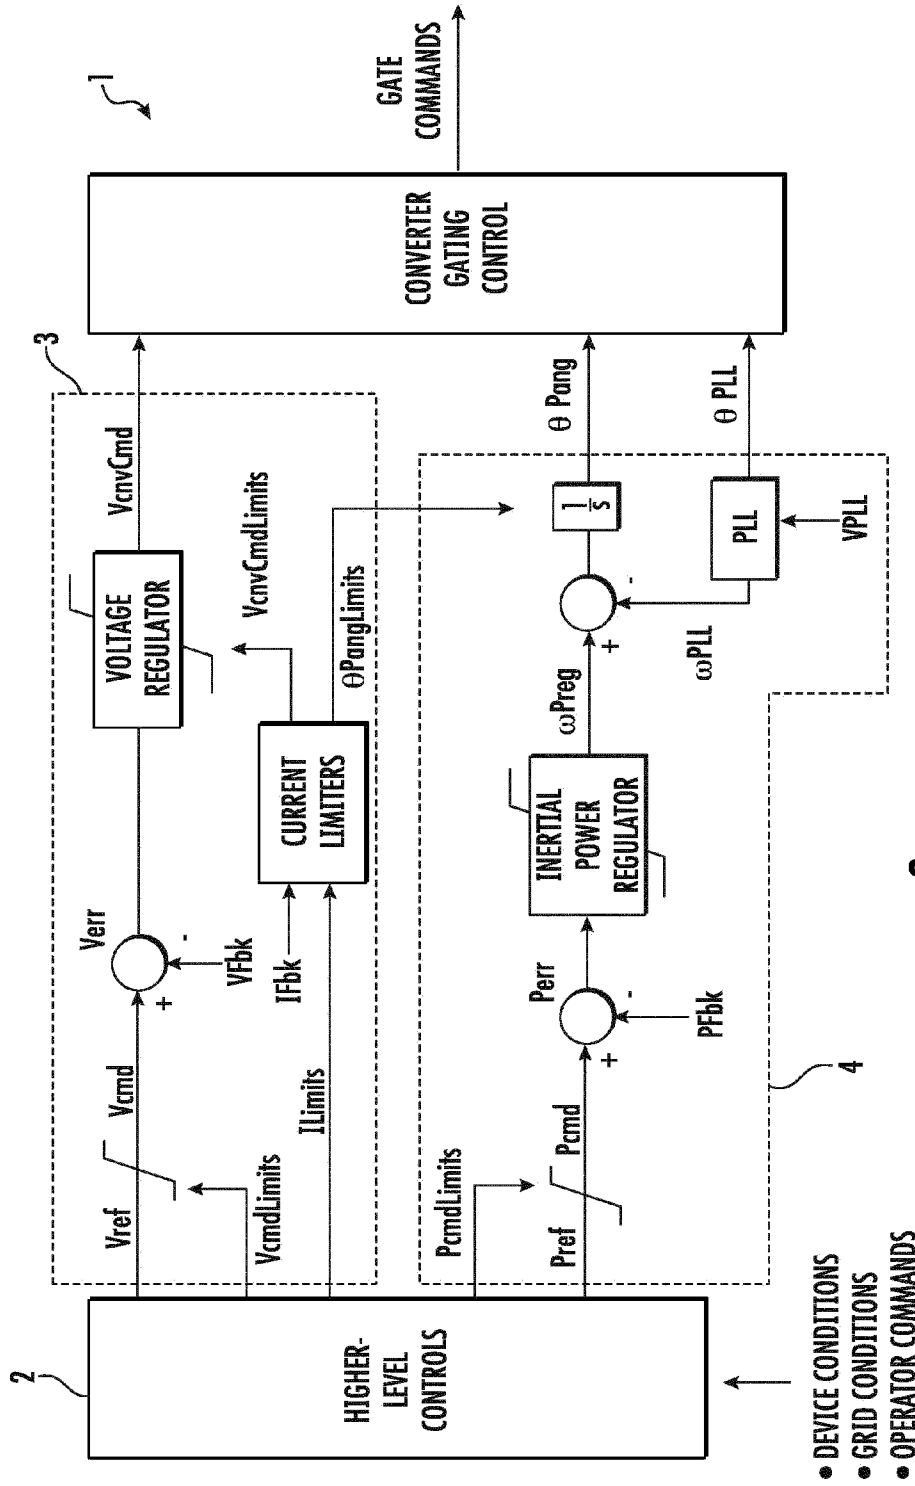 1
GATE
COMMANDS
CONVERTER
GATING
CONTROL
3
VcnvCmd
θ Pang
θ PLL
VOLTAGE
REGULATOR
VcnvCmdLimits
θPangLimits
1
s
PLL
VPLL
-
+
ωPLL
ωPreg
CURRENT
LIMITERS
INERTIAL
POWER
REGULATOR
Verr
-
+
VFbk
IFbk
Perr
-
+
PFbk
4
Vcmd
ILimits
Pcmd
Vref
VcmdLimits
PcmdLimits
Pref
2
HIGHER-
LEVEL
CONTROLS
• DEVICE CONDITIONS
• GRID CONDITIONS
• OPERATOR COMMANDS